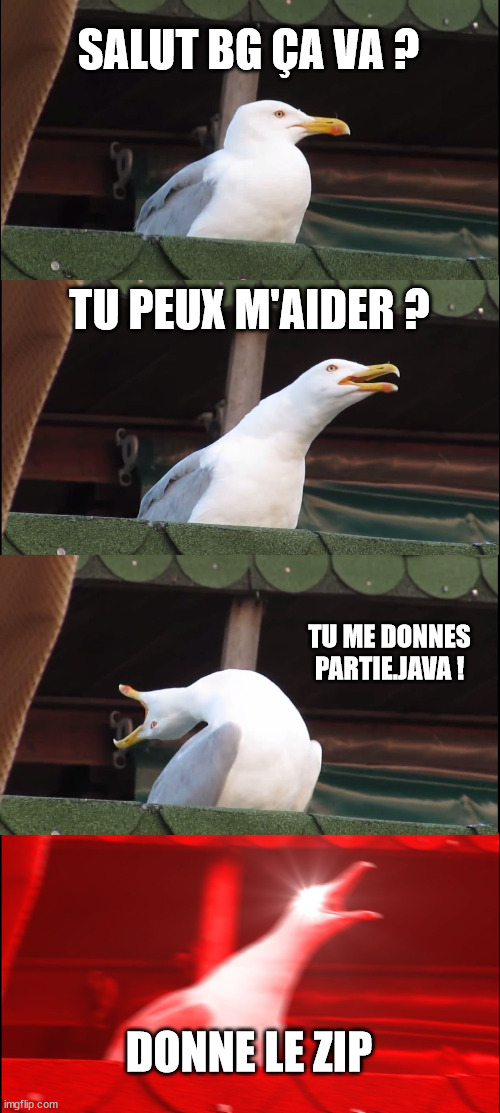 SALUT BG ÇA VA ?
TU PEUX M'AIDER ?
TU ME DONNES
PARTIE.JAVA !
DONNE LE ZIP
imgflip.com